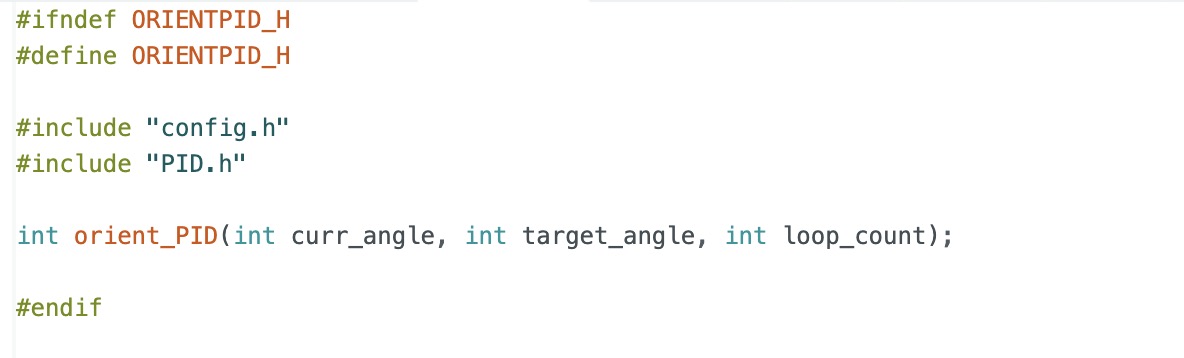 #ifndef ORIENTPID_H
#define ORIENTPID_H
#include "config.h"
#include "PID.h"
int orient_PID(int curr_angle, int target_angle, int loop_count);
#endif